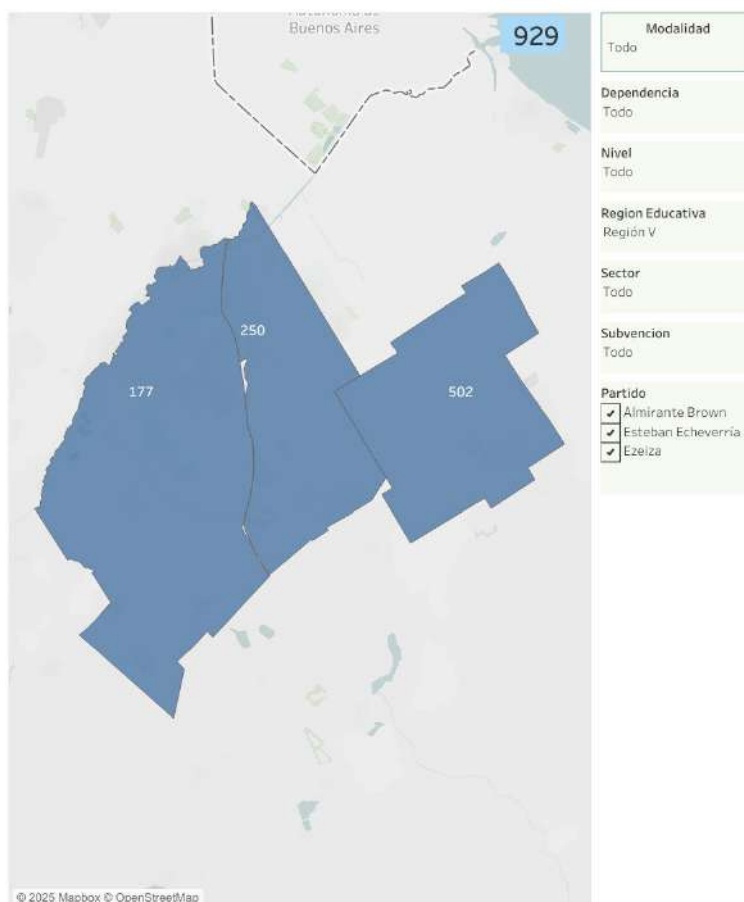 Buenos Aires
929
250
177
502
© 2025 Mapbox © OpenStreetMap
Modalidad
Todo
Dependencia
Todo
Nivel
Todo
Region Educativa
Región V
Sector
Todo
Subvencion
Todo
Partido
Almirante Brown
Esteban Echeverría
Ezeiza